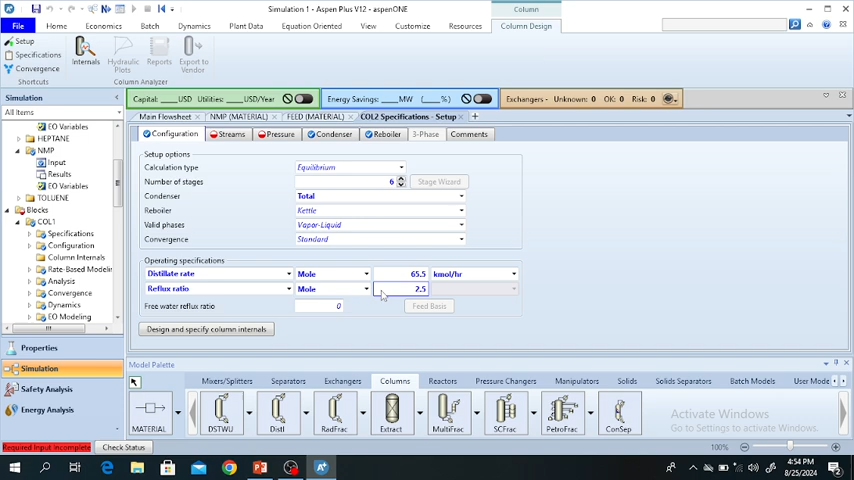 Simulation 1 - Aspen Plus V12 - aspenONE
Column
File
Home
Economics
Batch
Dynamics
Plant Data
Equation Oriented
View
Customize
Resources
Column Design
Setup
Specifications
Convergence
Internals
Hydraulic
Plots
Reports
Export to
Vendor
Shortcuts
Column Analyzer
Simulation
All Items
Capital: ____USD Utilities: ____USD/Year
Energy Savings: ____MW (____%)
Exchangers - Unknown: 0 OK: 0 Risk: 0
Main Flowsheet
NMP (MATERIAL)
FEED (MATERIAL)
COL2 Specifications - Setup
Configuration
Streams
Pressure
Condenser
Reboiler
3-Phase
Comments
EO Variables
HEPTANE
NMP
Input
Results
EO Variables
TOLUENE
Blocks
COL1
Specifications
Configuration
Column Internals
Rate-Based Modelin
Analysis
Convergence
Dynamics
EO Modeling
Setup options
Calculation type Equilibrium
Number of stages 6 Stage Wizard
Condenser Total
Reboiler Kettle
Valid phases Vapor-Liquid
Convergence Standard
Operating specifications
Distillate rate Mole 65.5 kmol/hr
Reflux ratio Mole 2.5
Free water reflux ratio 0 Feed Basis
Design and specify column internals
Properties
Simulation
Safety Analysis
Energy Analysis
Model Palette
Mixers/Splitters
Separators
Exchangers
Columns
Reactors
Pressure Changers
Manipulators
Solids
Solids Separators
Batch Models
User Mode
MATERIAL
DSTWU
Distl
RadFrac
Extract
MultiFrac
SCFrac
PetroFrac
ConSep
Activate Windows
Go to Settings to activate Windows.
Required Input Incomplete
Check Status
100%
4:54 PM
8/25/2024
2